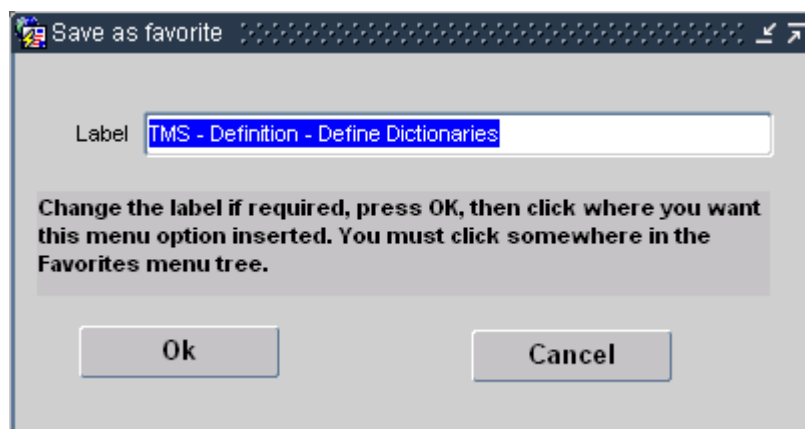 Save as favorite
Label TMS - Definition - Define Dictionaries
Change the label if required, press OK, then click where you want
this menu option inserted. You must click somewhere in the
Favorites menu tree.
Ok Cancel